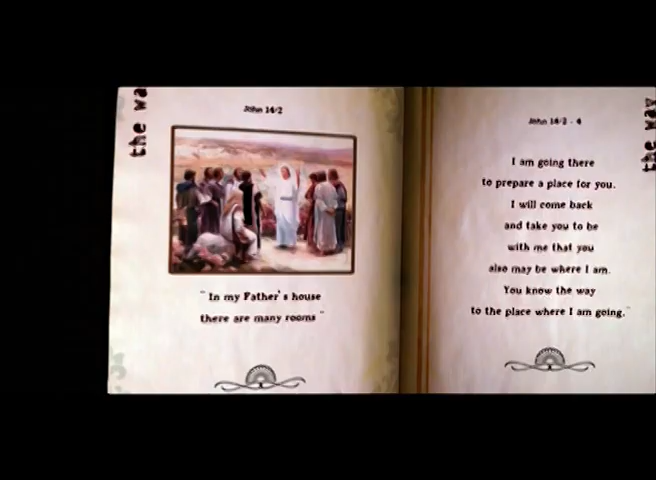 the wa
John 14/2
" In my Father's house
there are many rooms "
John 14/2 - 4
the way
I am going there
to prepare a place for you.
I will come back
and take you to be
with me that you
also may be where I am.
You know the way
to the place where I am going."